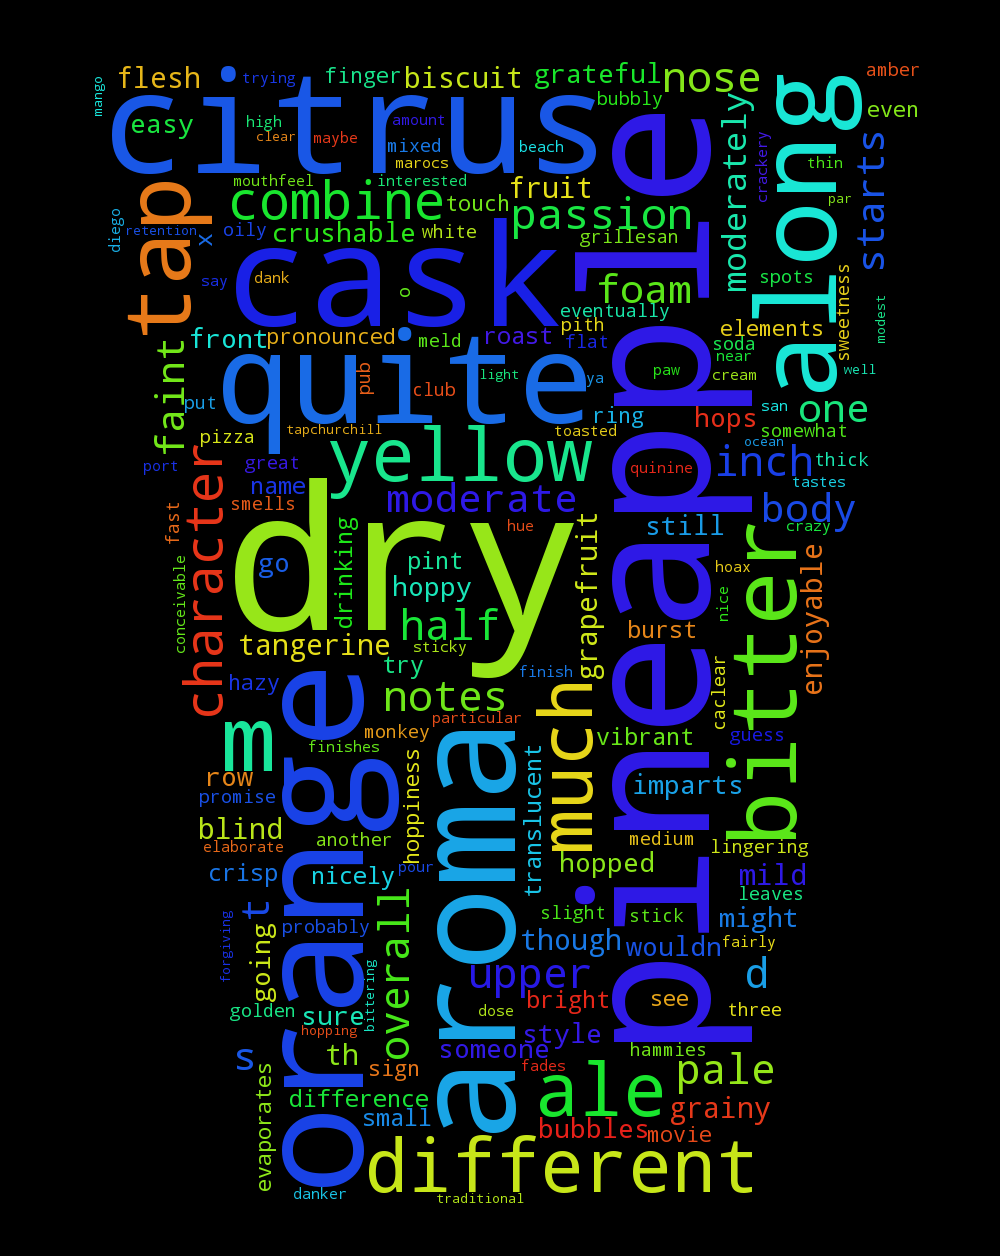 mango
flesh
trying
finger
biscuit
grateful
nose
amber
citrus
easy
high
clear
maybe
amount
mixed
marocs
beach
bubbly
along
even
moderately
crackery
starts
thin
par
tap
mouthfeel
interested
combine
touch
fruit
passion
diego
retention
x
oily
crushable
white
grillesan
say
dank
cask
o
foam
spots
sweetness
modest
eventually
front
pronounced
meld
roast
pith
flat
elements
soda
near
faint
quite
pub
club
light
ya
paw
cream
well
put
ring
hops
san
one
pizza
tapchurchill
toasted
somewhat
ocean
port
great
yellow
quinine
inch
thick
name
moderate
tastes
character
smells
fast
dry
drinking
hue
still
body
crazy
pineapple
go
pint
hoppy
grapefruit
hoax
bitter
enjoyable
conceivable
half
nice
burst
tangerine
sticky
try
finish
hazy
notes
much
caclear
m
particular
monkey
vibrant
guess
finishes
orange
aroma
hoppiness
translucent
row
imparts
promise
blind
another
medium
lingering
elaborate
crisp
nicely
pour
hopped
mild
leaves
t
overall
slight
stick
might
forgiving
going
probably
though
wouldn
fairly
bittering
upper
d
golden
sure
dose
bright
see
three
hopping
style
s
th
someone
hammies
sign
fades
ale
pale
evaporates
difference
small
grainy
bubbles
movie
different
danker
traditional